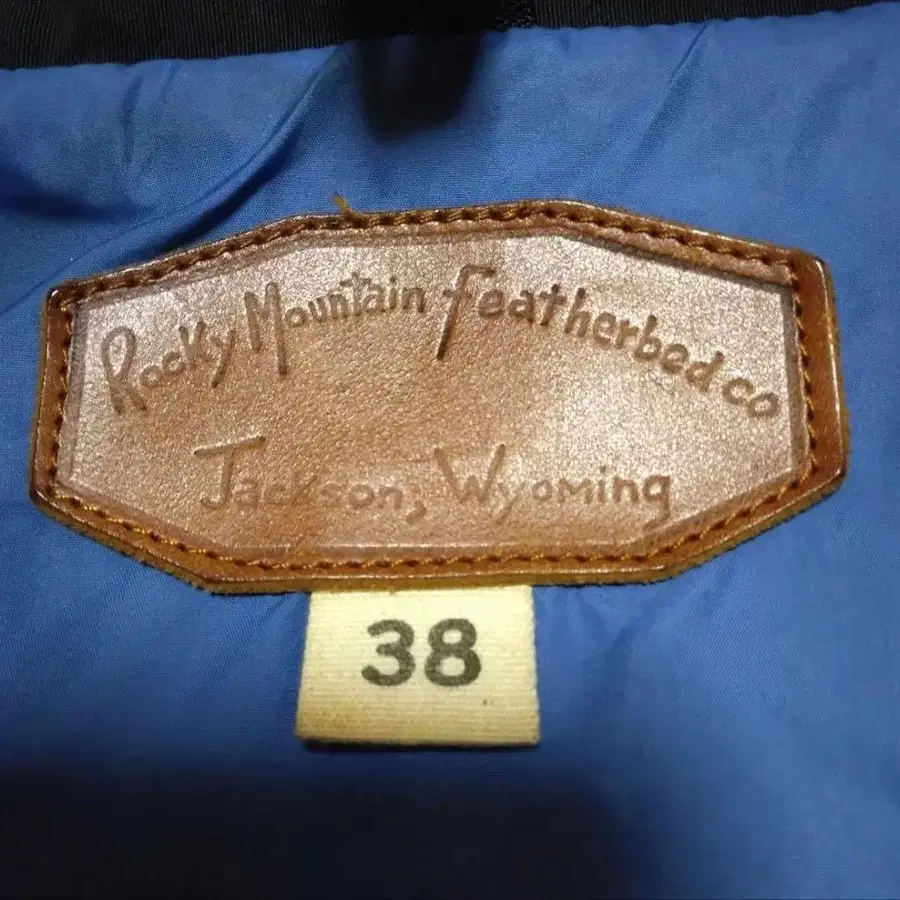 Rocky Mountain Featherbed co
Jackson, Wyoming
38